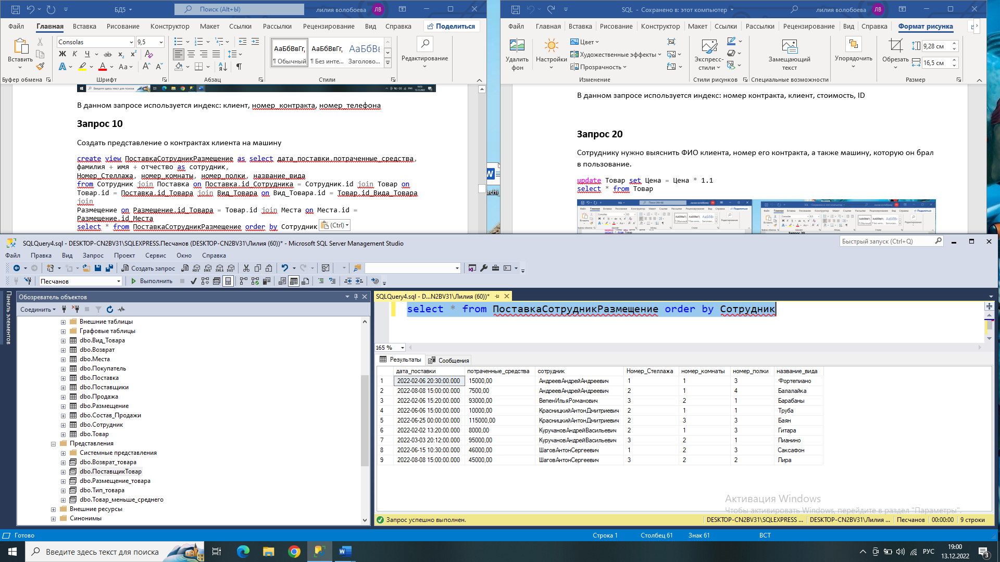 БД5
Поиск (Alt+Ы)
лилия волобоева ЛВ
Файл Главная Вставка Рисование Конструктор Макет Ссылки Рассылки Рецензирование Вид Справка Поделиться
Consolas 9,5
Вставить
Ж К Ч ab x₂ x²
АаБбВвГг, АаБбВвГг, АаБбВı
¶ Обычный ¶ Без инте... Заголово...
Редактирование
Буфер обмена Шрифт Абзац Стили
В данном запросе используется индекс: клиент, номер_контракта, номер_телефона
Запрос 10
Создать представление о контрактах клиента на машину
create view ПоставкаСотрудникРазмещение as select дата_поставки,потраченные_средства,
фамилия + имя + отчество as сотрудник,
Номер_Стеллажа, номер_комнаты, номер_полки, название_вида
from Сотрудник join Поставка on Поставка.id_Сотрудника = Сотрудник.id join Товар on
Товар.id = Поставка.id_Товара join Вид_Товара on Вид_Товара.id = Товар.id_Вида_Товара
join
Размещение on Размещение.id_Товара = Товар.id join Места on Места.id =
Размещение.id_Места
select * from ПоставкаСотрудникРазмещение order by Сотрудник
(Ctrl)
SQL - Сохранено в: этот компьютер
лилия волобоева ЛВ
Файл Главная Вставка Рисование Конструктор Макет Ссылки Рассылки Рецензирование Вид Справка Формат рисунка
Удалить фон
Настройки
Цвет
Художественные эффекты
Прозрачность
Экспресс-стили
Замещающий текст
Упорядочить
Обрезать
9,28 см
16,5 см
Изменение Стили рисунков Специальные возможности Размер
В данном запросе используется индекс: номер контракта, клиент, стоимость, ID
Запрос 20
Сотруднику нужно выяснить ФИО клиента, номер его контракта, а также машину, которую он брал
в пользование.
update Товар set Цена = Цена * 1.1
select * from Товар
SQLQuery4.sql - DESKTOP-CN2BV31\SQLEXPRESS.Песчанов (DESKTOP-CN2BV31\Лилия (60))* - Microsoft SQL Server Management Studio
Быстрый запуск (Ctrl+Q)
Файл Правка Вид Запрос Проект Сервис Окно Справка
Создать запрос
Песчанов
Выполнить
Панель элементов
Обозреватель объектов
Соединить
Внешние таблицы
Графовые таблицы
dbo.Вид_Товара
dbo.Возврат
dbo.Места
dbo.Покупатель
dbo.Поставка
dbo.Поставщики
dbo.Продажа
dbo.Размещение
dbo.Состав_Продажи
dbo.Сотрудник
dbo.Товар
Представления
Системные представления
dbo.Возврат_товара
dbo.ПоставщикТовар
dbo.Размещение_товара
dbo.Тип_товара
dbo.Товар_меньше_среднего
Внешние ресурсы
Синонимы
SQLQuery4.sql - D...N2BV31\Лилия (60))*
select * from ПоставкаСотрудникРазмещение order by Сотрудник
165 %
Результаты Сообщения
дата_поставки потраченные_средства сотрудник Номер_Стеллажа номер_комнаты номер_полки название_вида
1 2022-02-06 20:30:00.000 15000,00 АндреевАндрейАндреевич 1 1 3 Фортепиано
2 2022-08-08 15:00:00.000 7500,00 АндреевАндрейАндреевич 2 1 4 Балалайка
3 2022-02-06 15:20:00.000 93000,00 ВепенИльяРоманович 3 2 1 Барабаны
4 2022-06-06 15:00:00.000 10000,00 КрасницкийАнтонДмитриевич 2 1 1 Труба
5 2022-06-25 00:00:00.000 115000,00 КрасницкийАнтонДмитриевич 2 3 3 Баян
6 2022-02-02 13:20:00.000 8000,00 КуручановАндрейВасильевич 2 1 3 Гитара
7 2022-03-03 20:12:00.000 95000,00 КуручановАндрейВасильевич 3 2 1 Пианино
8 2022-06-15 10:30:00.000 46000,00 ШаговАнтонСергеевич 1 2 3 Саксафон
9 2022-08-08 15:00:00.000 45000,00 ШаговАнтонСергеевич 3 2 2 Лира
Активация Windows
Чтобы активировать Windows, перейдите в раздел "Параметры".
Запрос успешно выполнен.
DESKTOP-CN2BV31\SQLEXPRESS ... DESKTOP-CN2BV31\Лилия ... Песчанов 00:00:00 9 строки
Готово
Строка 1 Столбец 61 Знак 61 ВСТ
Введите здесь текст для поиска
РУС
19:00
13.12.2022
3